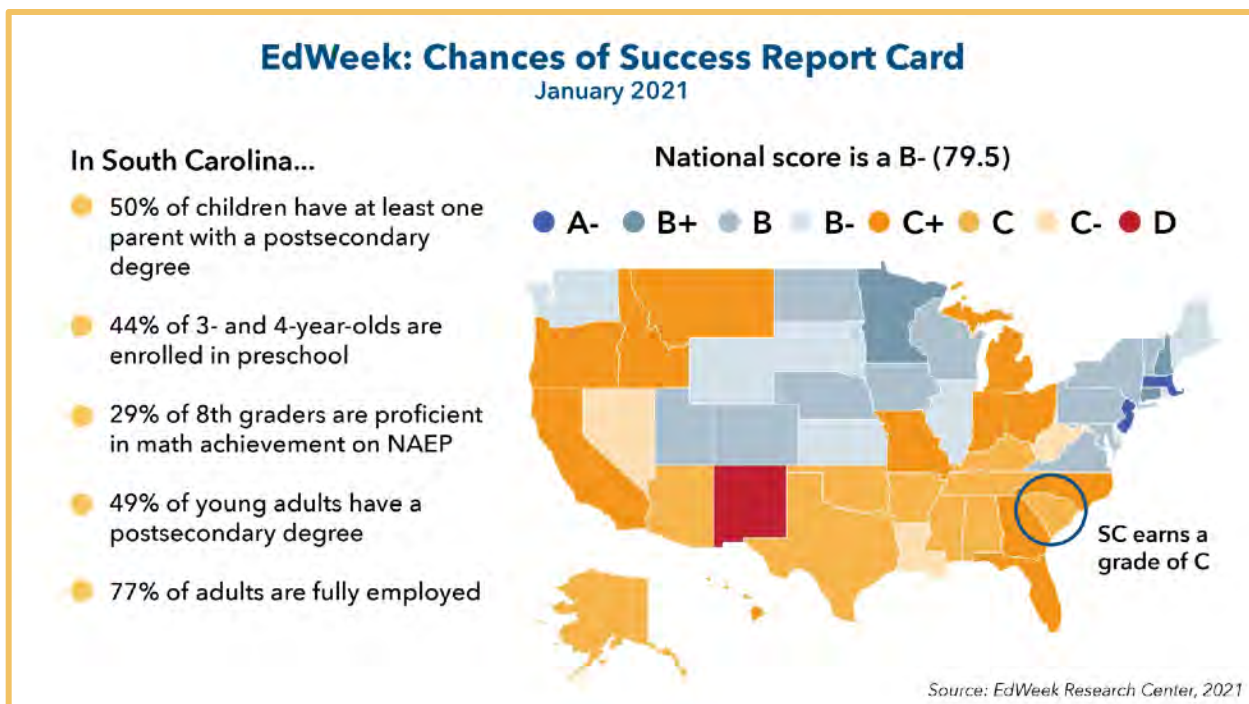 EdWeek: Chances of Success Report Card
January 2021
In South Carolina...
50% of children have at least one
parent with a postsecondary
degree
44% of 3- and 4-year-olds are
enrolled in preschool
29% of 8th graders are proficient
in math achievement on NAEP
49% of young adults have a
postsecondary degree
77% of adults are fully employed
National score is a B- (79.5)
A- B+ B B- C+ C C- D
SC earns a
grade of C
Source: EdWeek Research Center, 2021